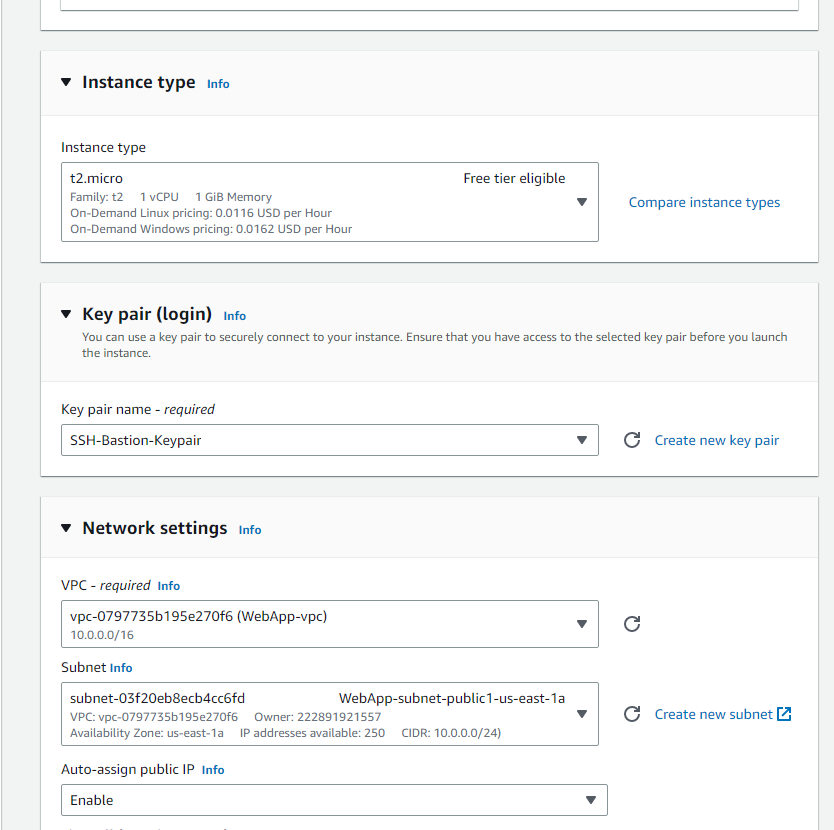 Instance type Info
Instance type
t2.micro Free tier eligible
Family: t2 1 vCPU 1 GiB Memory
On-Demand Linux pricing: 0.0116 USD per Hour
On-Demand Windows pricing: 0.0162 USD per Hour
Compare instance types
Key pair (login) Info
You can use a key pair to securely connect to your instance. Ensure that you have access to the selected key pair before you launch
the instance.
Key pair name - required
SSH-Bastion-Keypair
Create new key pair
Network settings Info
VPC - required Info
vpc-0797735b195e270f6 (WebApp-vpc)
10.0.0.0/16
Subnet Info
subnet-03f20eb8ecb4cc6fd WebApp-subnet-public1-us-east-1a
VPC: vpc-0797735b195e270f6 Owner: 222891921557
Availability Zone: us-east-1a IP addresses available: 250 CIDR: 10.0.0.0/24)
Create new subnet
Auto-assign public IP Info
Enable